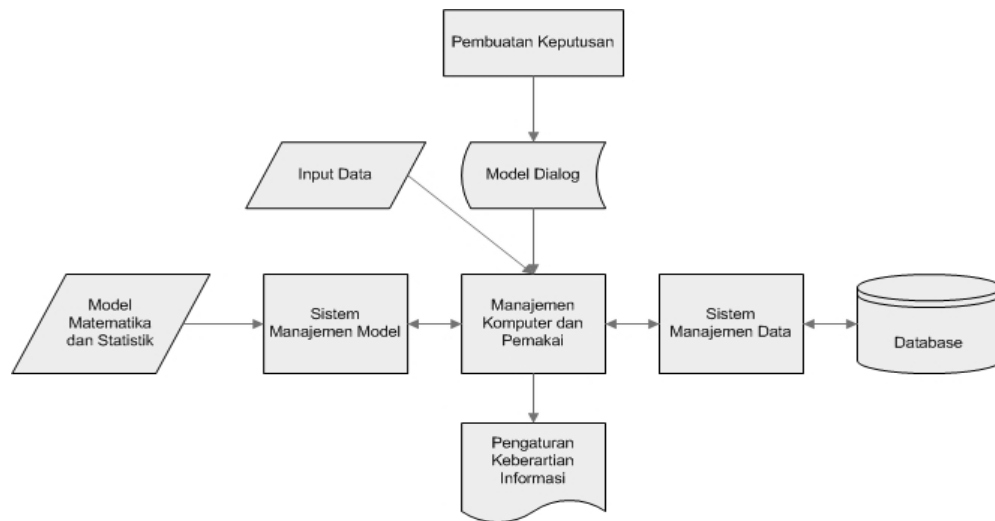 Pembuatan Keputusan
Input Data
Model Dialog
Model
Matematika
dan Statistik
Sistem
Manajemen Model
Manajemen
Komputer dan
Pemakai
Sistem
Manajemen Data
Database
Pengaturan
Keberartian
Informasi